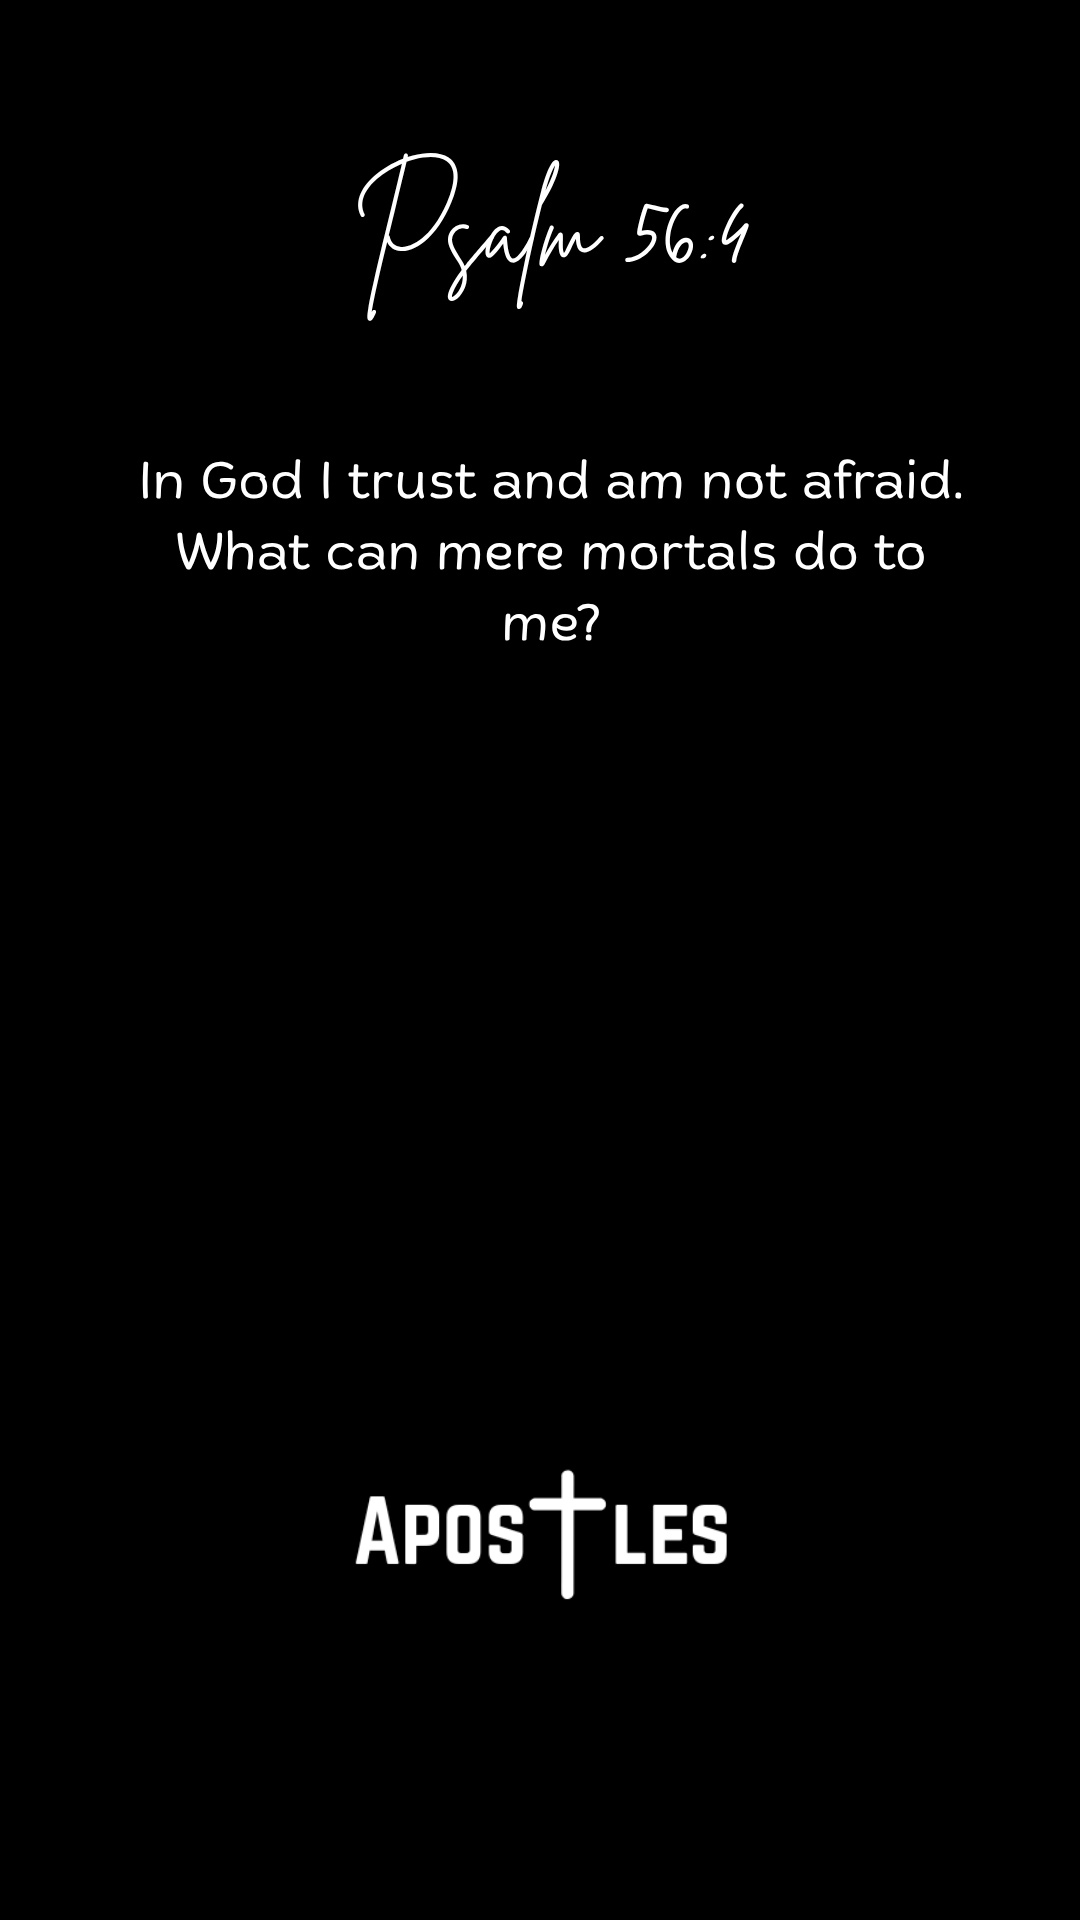 Psalm 56:4
In God I trust and am not afraid.
What can mere mortals do to
me?
APOSTLES